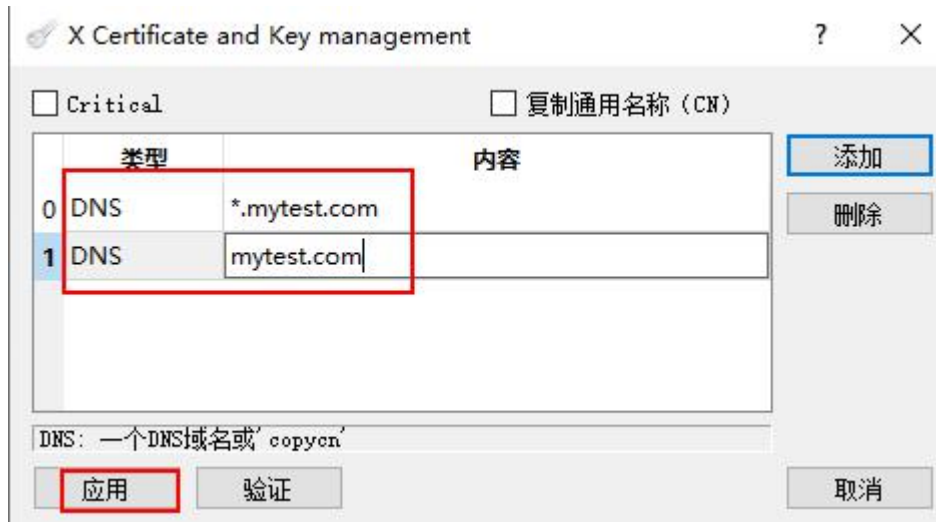 X Certificate and Key management ? ×
Critical 复制通用名称（CN）
类型 内容 添加
0 DNS *.mytest.com 删除
1 DNS mytest.com
DNS: 一个DNS域名或'copycn'
应用 验证 取消